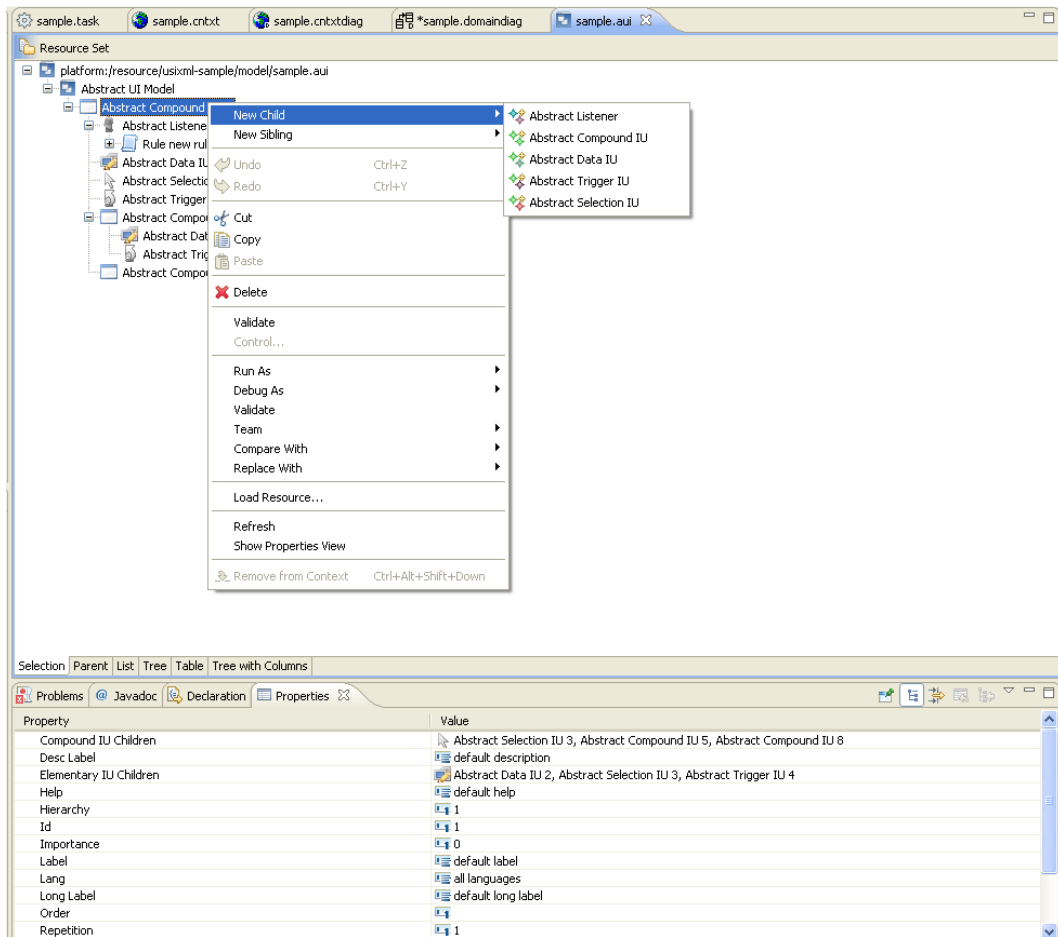 sample.task
sample.cntxt
sample.cntxtdiag
*sample.domaindiag
sample.aui
Resource Set
platform:/resource/usixml-sample/model/sample.aui
Abstract UI Model
Abstract Compound
Abstract Listene
Rule new rul
Abstract Data IU
Abstract Selectio
Abstract Trigger
Abstract Compou
Abstract Dat
Abstract Trig
Abstract Compou
New Child
New Sibling
Undo Ctrl+Z
Redo Ctrl+Y
Cut
Copy
Paste
Delete
Validate
Control...
Run As
Debug As
Validate
Team
Compare With
Replace With
Load Resource...
Refresh
Show Properties View
Remove from Context Ctrl+Alt+Shift+Down
Abstract Listener
Abstract Compound IU
Abstract Data IU
Abstract Trigger IU
Abstract Selection IU
Selection Parent List Tree Table Tree with Columns
Problems @ Javadoc Declaration Properties
Property Value
Compound IU Children Abstract Selection IU 3, Abstract Compound IU 5, Abstract Compound IU 8
Desc Label default description
Elementary IU Children Abstract Data IU 2, Abstract Selection IU 3, Abstract Trigger IU 4
Help default help
Hierarchy 1
Id 1
Importance 0
Label default label
Lang all languages
Long Label default long label
Order
Repetition 1